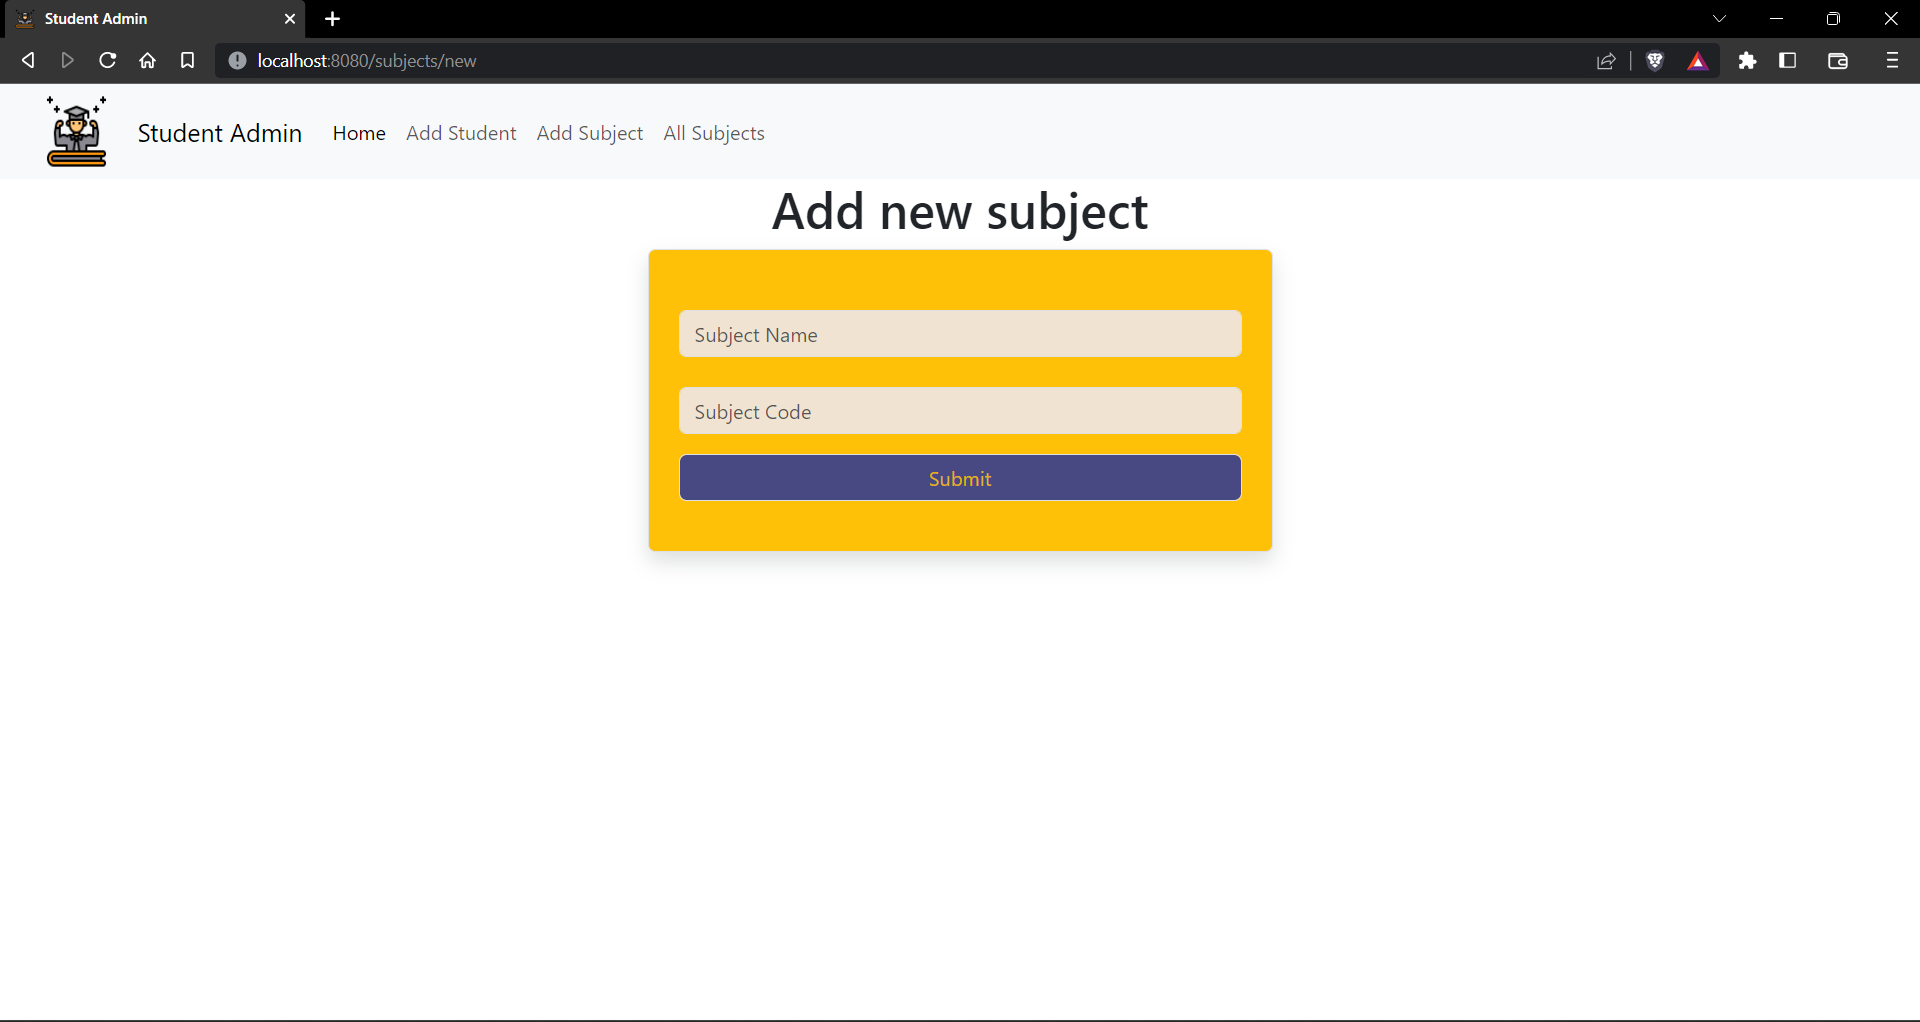 Student Admin
localhost:8080/subjects/new
Student Admin Home Add Student Add Subject All Subjects
Add new subject
Subject Name
Subject Code
Submit